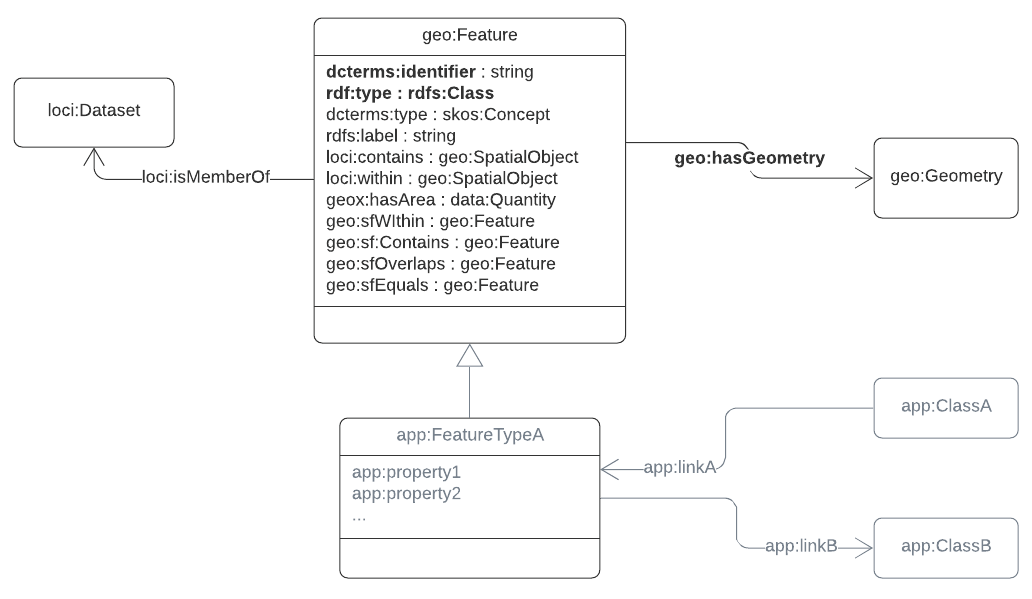 geo:Feature
dcterms:identifier : string
rdf:type : rdfs:Class
dcterms:type : skos:Concept
rdfs:label : string
loci:contains : geo:SpatialObject
loci:within : geo:SpatialObject
geox:hasArea : data:Quantity
geo:sfWIthin : geo:Feature
geo:sf:Contains : geo:Feature
geo:sfOverlaps : geo:Feature
geo:sfEquals : geo:Feature
loci:Dataset
loci:isMemberOf
geo:hasGeometry
geo:Geometry
app:FeatureTypeA
app:property1
app:property2
...
app:ClassA
app:linkA
app:linkB
app:ClassB